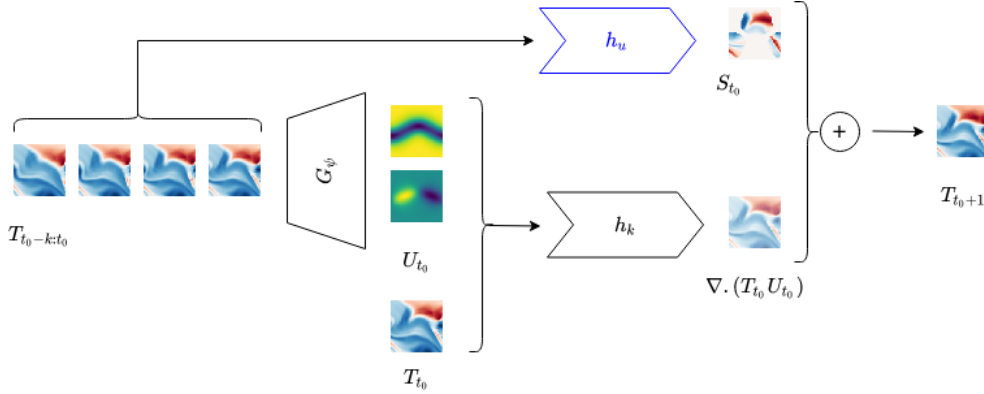 h_u
S_{t_0}
+
G_ψ
T_{t_0-k:t_0}
U_{t_0}
h_k
T_{t_0+1}
∇.(T_{t_0}U_{t_0})
T_{t_0}